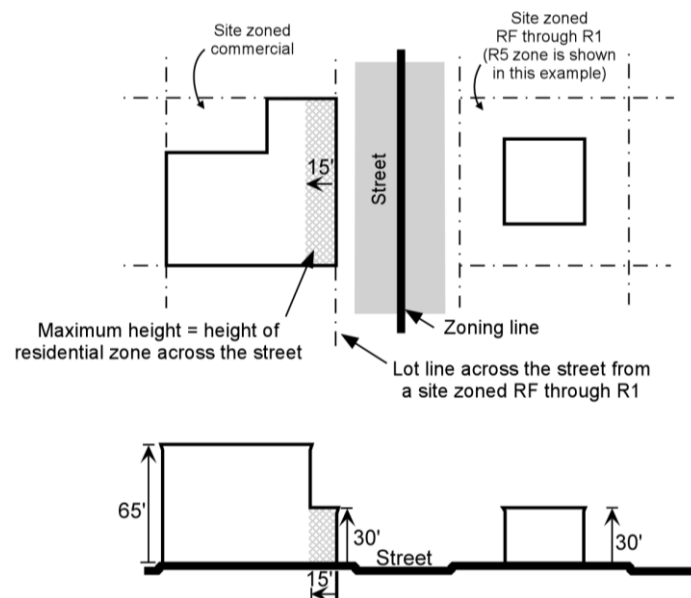 Site zoned
commercial
Site zoned
RF through R1
(R5 zone is shown
in this example)
15'
Street
Maximum height = height of
residential zone across the street
Zoning line
Lot line across the street from
a site zoned RF through R1
65'
30'
Street
30'
15'